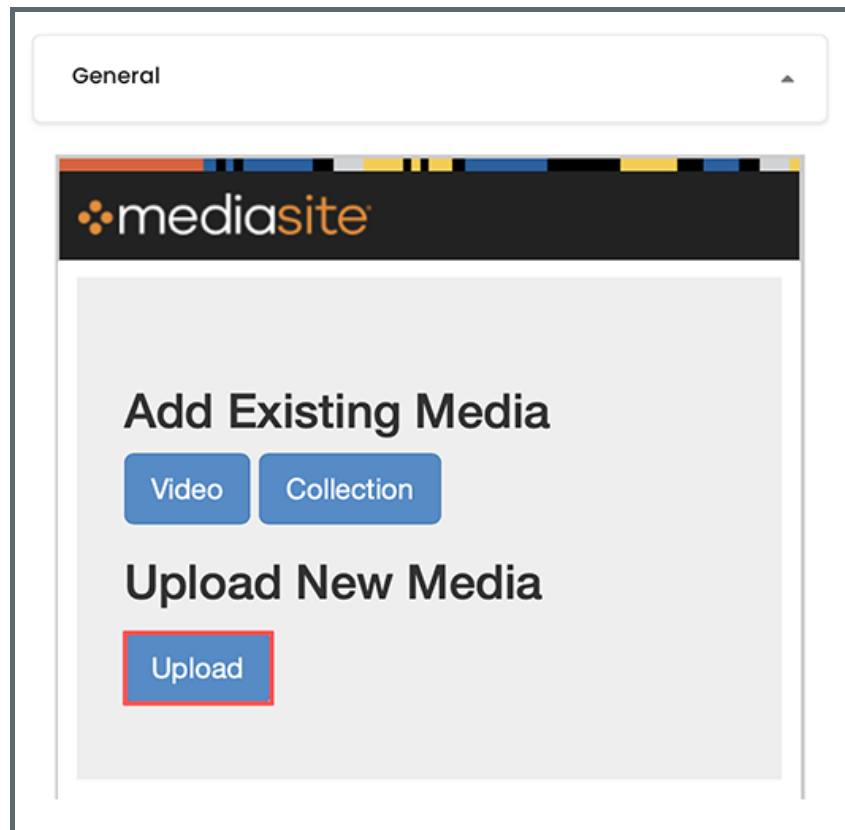 General
mediasite
Add Existing Media
Video Collection
Upload New Media
Upload